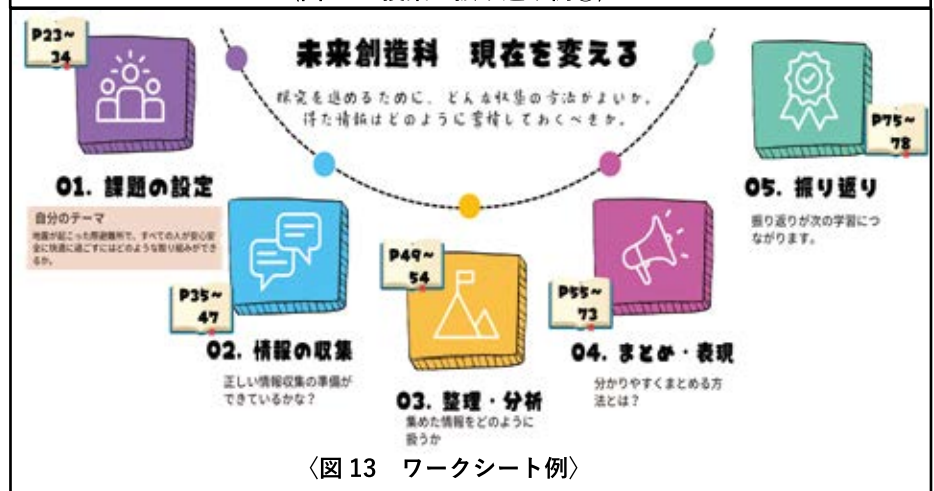 P23~
34
未来創造科 現在を変える
探究を進めるために、どんな収集の方法がよいか。
得た情報はどのように蓄積しておくべきか。
P75~
78
01. 課題の設定
自分のテーマ
地震が起こった際避難所で、すべての人が安心安
全に快適に過ごすにはどのような取り組みができ
るか。
05. 振り返り
振り返りが次の学習につ
ながります。
P35~
47
02. 情報の収集
正しい情報収集の準備が
できているかな？
P49~
54
03. 整理・分析
集めた情報をどのように
扱うか
P55~
73
04. まとめ・表現
分かりやすくまとめる方
法とは？
〈図 13 ワークシート例〉